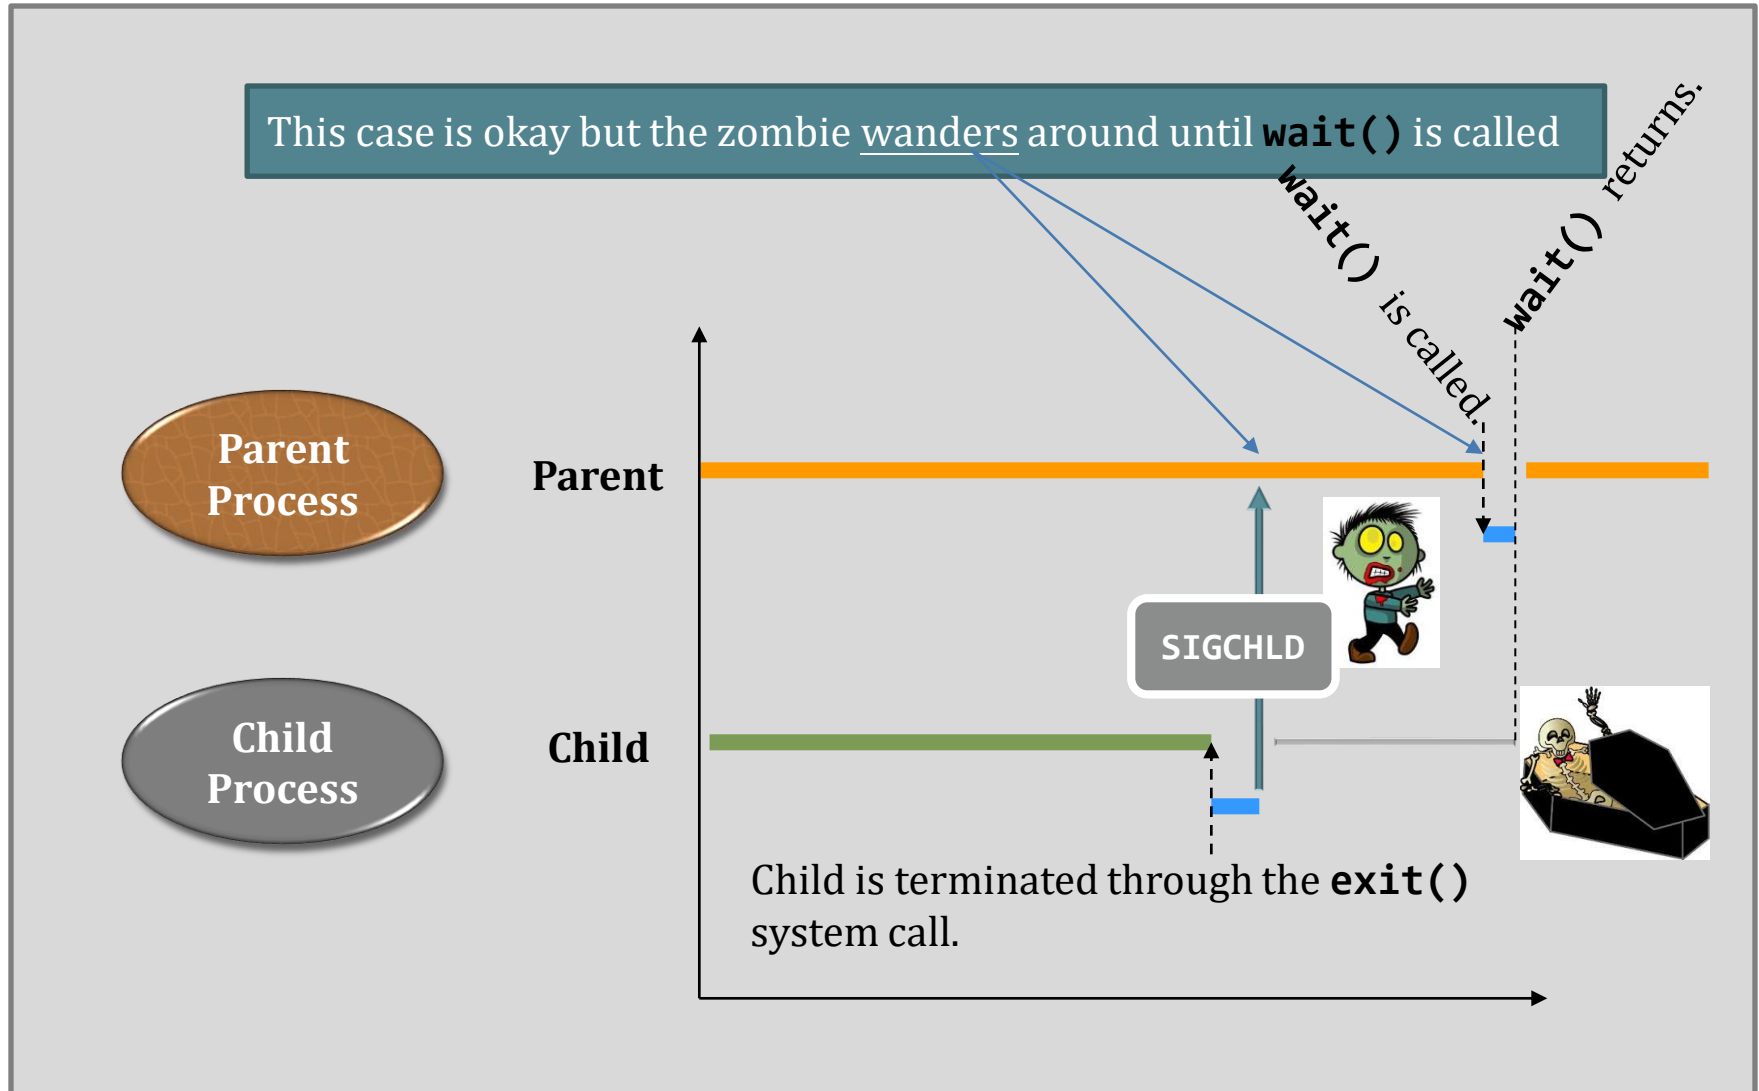 This case is okay but the zombie wanders around until wait() is called
wait() is called.
wait() returns.
Parent
Process
Parent
SIGCHLD
Child
Process
Child
Child is terminated through the exit()
system call.